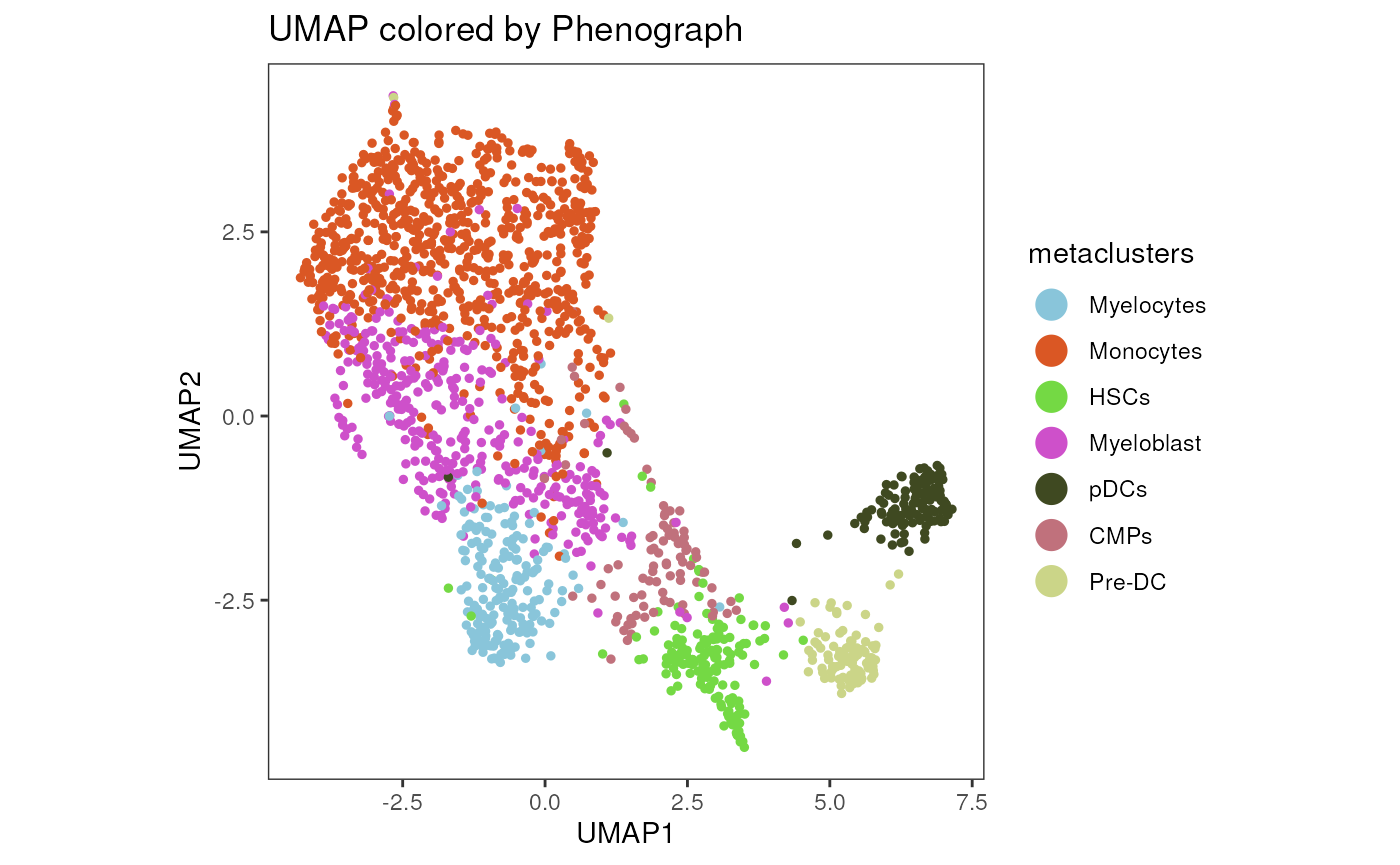 UMAP colored by Phenograph
UMAP2
2.5
0.0
-2.5
-2.5
0.0
2.5
5.0
7.5
UMAP1
metaclusters
Myelocytes
Monocytes
HSCs
Myeloblast
pDCs
CMPs
Pre-DC